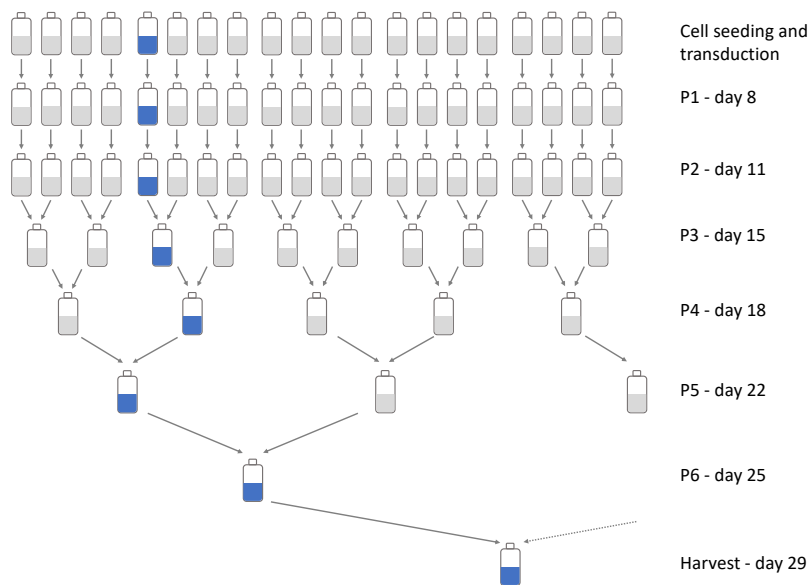 Cell seeding and
transduction
P1 - day 8
P2 - day 11
P3 - day 15
P4 - day 18
P5 - day 22
P6 - day 25
Harvest - day 29